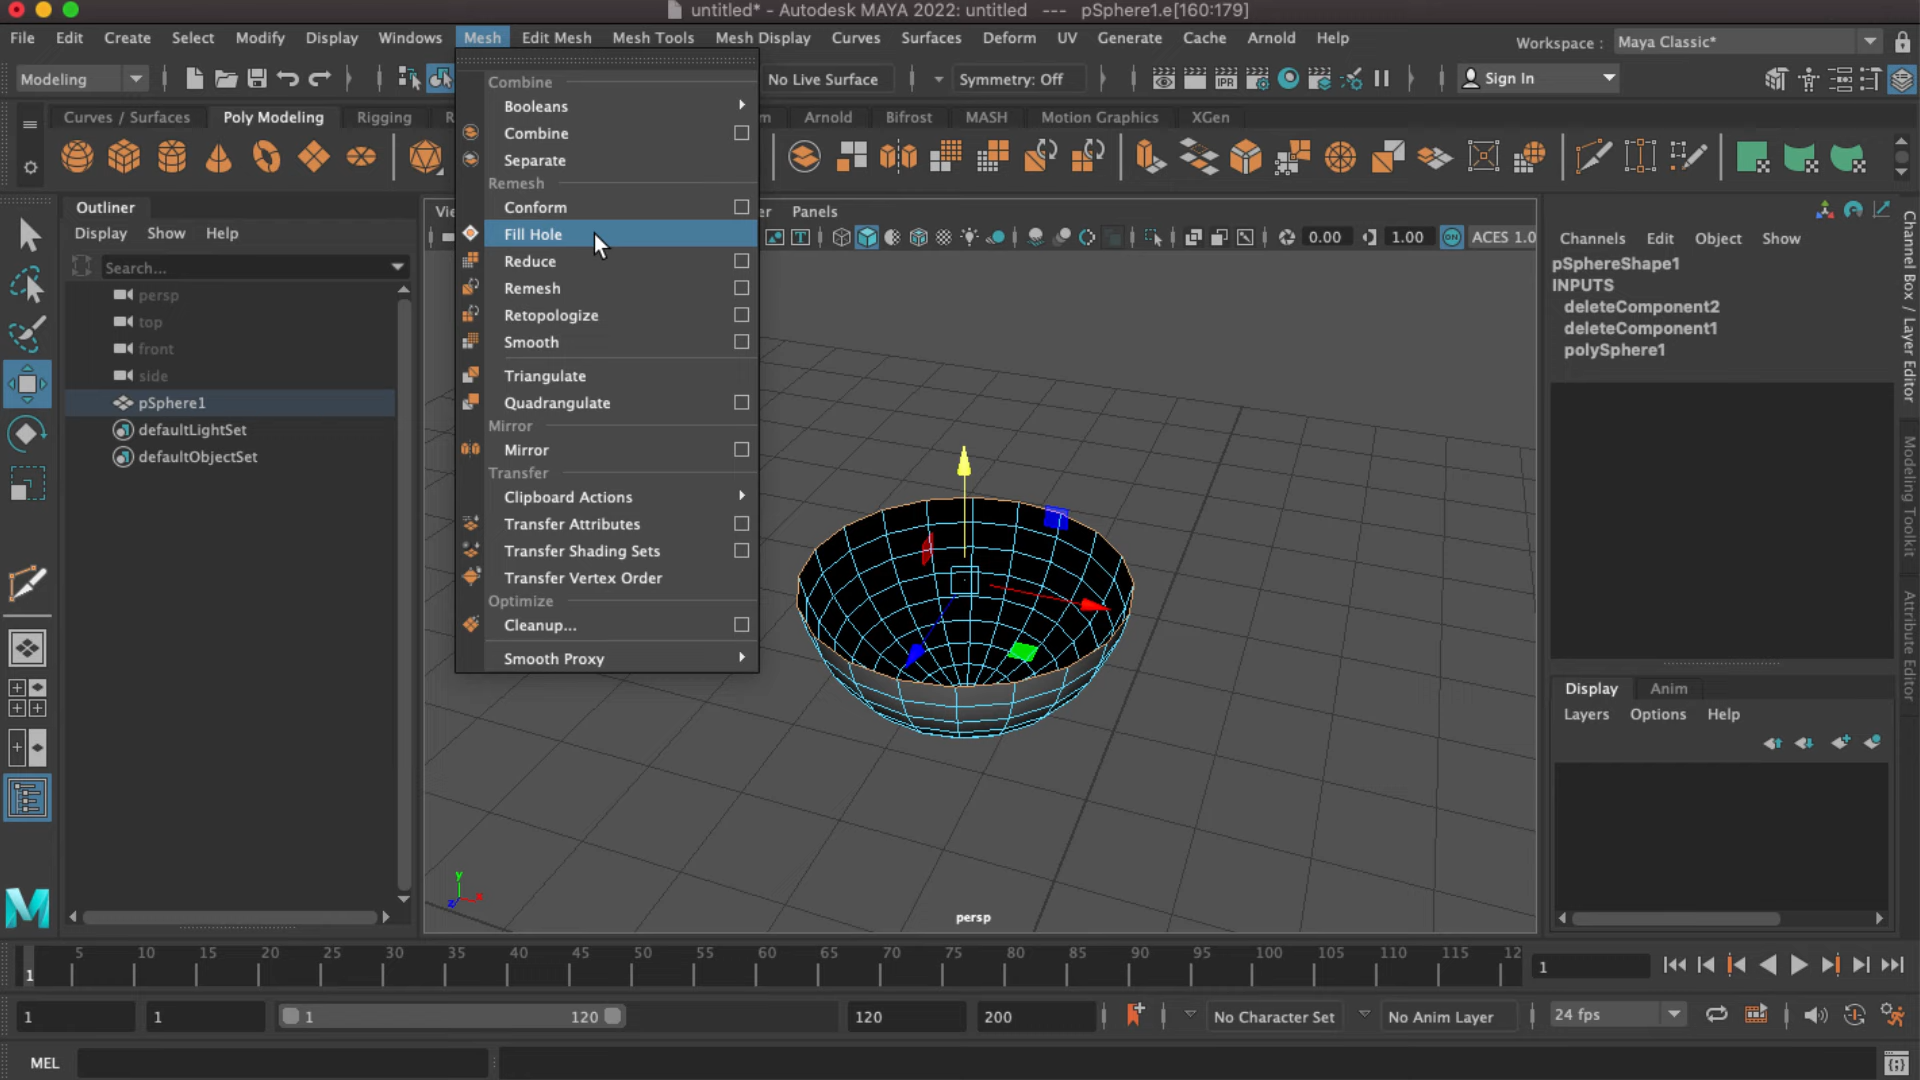 untitled* - Autodesk MAYA 2022: untitled --- pSphere1.e[160:179]
File Edit Create Select Modify Display Windows Mesh Edit Mesh Mesh Tools Mesh Display Curves Surfaces Deform UV Generate Cache Arnold Help
Workspace : Maya Classic*
Modeling
No Live Surface
Symmetry: Off
IPR
Sign In
Curves / Surfaces Poly Modeling Rigging
Arnold Bifrost MASH Motion Graphics XGen
Combine
Booleans
Combine
Separate
Remesh
Conform
Fill Hole
Reduce
Remesh
Retopologize
Smooth
Triangulate
Quadrangulate
Mirror
Mirror
Transfer
Clipboard Actions
Transfer Attributes
Transfer Shading Sets
Transfer Vertex Order
Optimize
Cleanup...
Smooth Proxy
Outliner
Display Show Help
Search...
persp
top
front
side
pSphere1
defaultLightSet
defaultObjectSet
Panels
0.00
1.00
ON
ACES 1.0
y
x
z
persp
Channels Edit Object Show
pSphereShape1
INPUTS
deleteComponent2
deleteComponent1
polySphere1
Display Anim
Layers Options Help
Channel Box / Layer Editor
Modeling Toolkit
Attribute Editor
M
5 10 15 20 25 30 35 40 45 50 55 60 65 70 75 80 85 90 95 100 105 110 115 12
1
1
1
1
1
120
120
200
No Character Set
No Anim Layer
24 fps
MEL